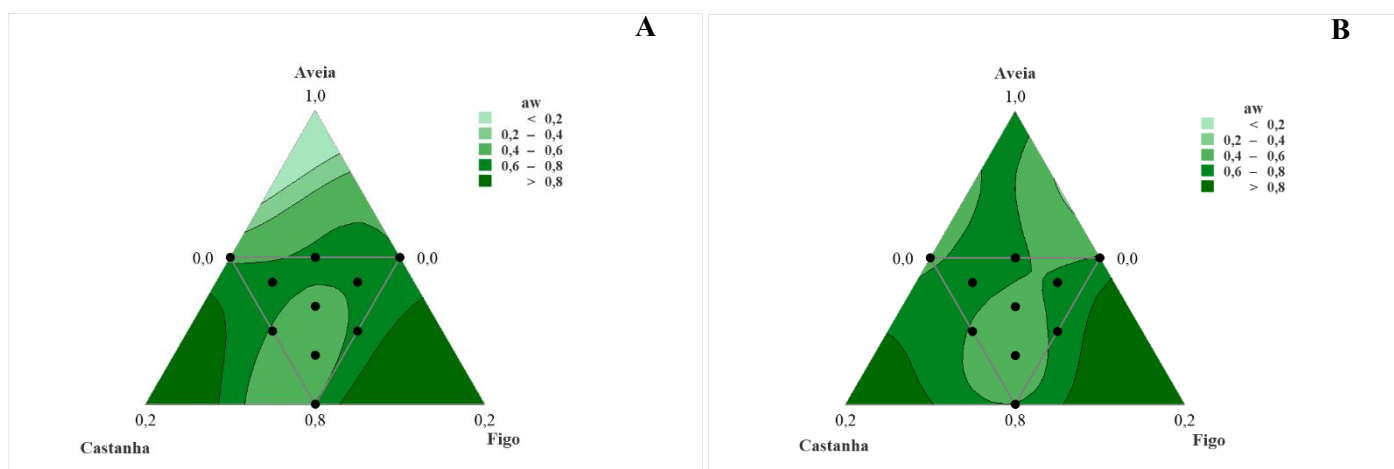 A
Aveia
1,0
aw
< 0,2
0,2 – 0,4
0,4 – 0,6
0,6 – 0,8
> 0,8
0,0
0,0
0,2
0,8
0,2
Castanha
Figo
B
Aveia
1,0
aw
< 0,2
0,2 – 0,4
0,4 – 0,6
0,6 – 0,8
> 0,8
0,0
0,0
0,2
0,8
0,2
Castanha
Figo